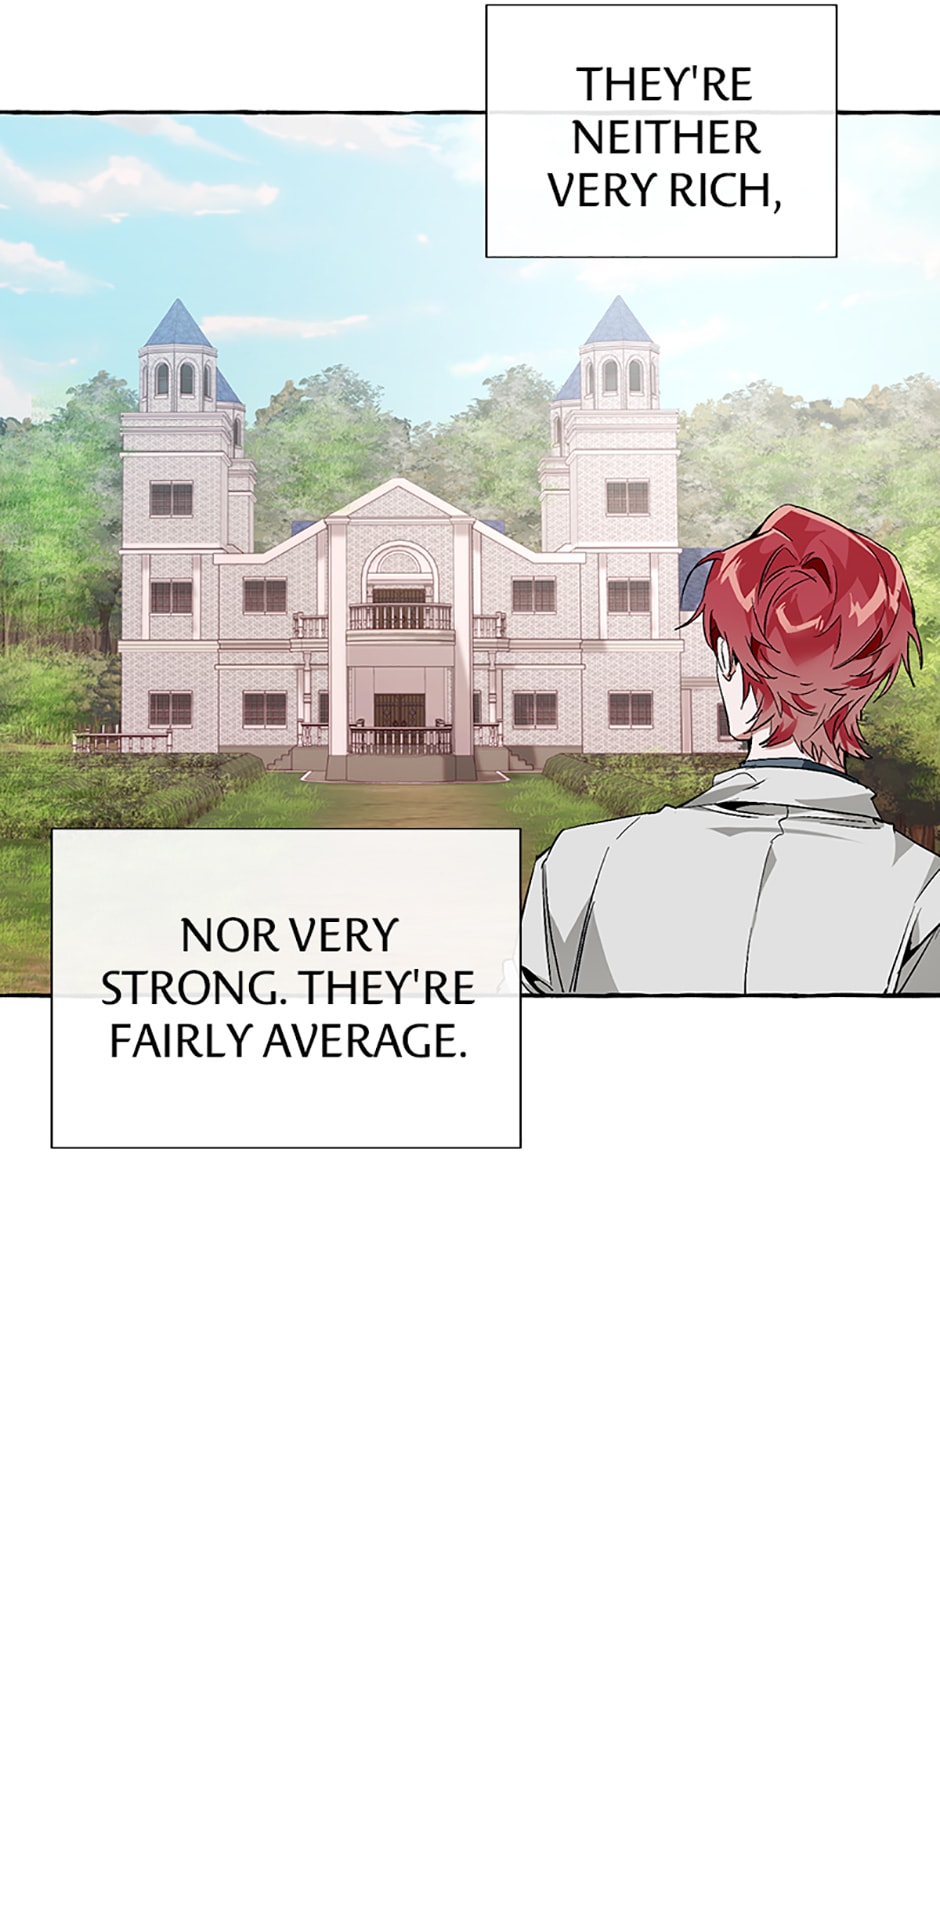 THEY'RE
NEITHER
VERY RICH,
NOR VERY
STRONG. THEY'RE
FAIRLY AVERAGE.